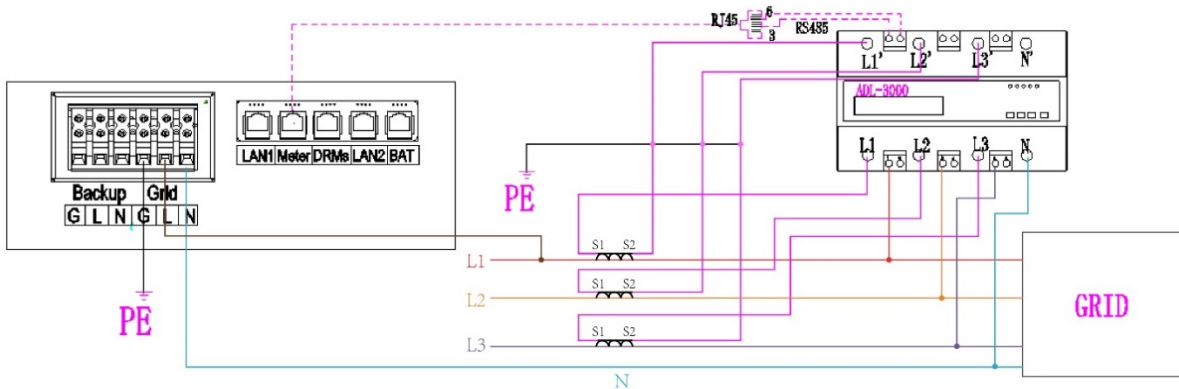 RJ45
6
3
RS485
L1' L2' L3' N'
ADL-3000
L1 L2 L3 N
LAN1 Meter DRMs LAN2 BAT
Backup Grid
G L N G L N
PE
PE
S1 S2
L1
S1 S2
L2
S1 S2
L3
N
GRID